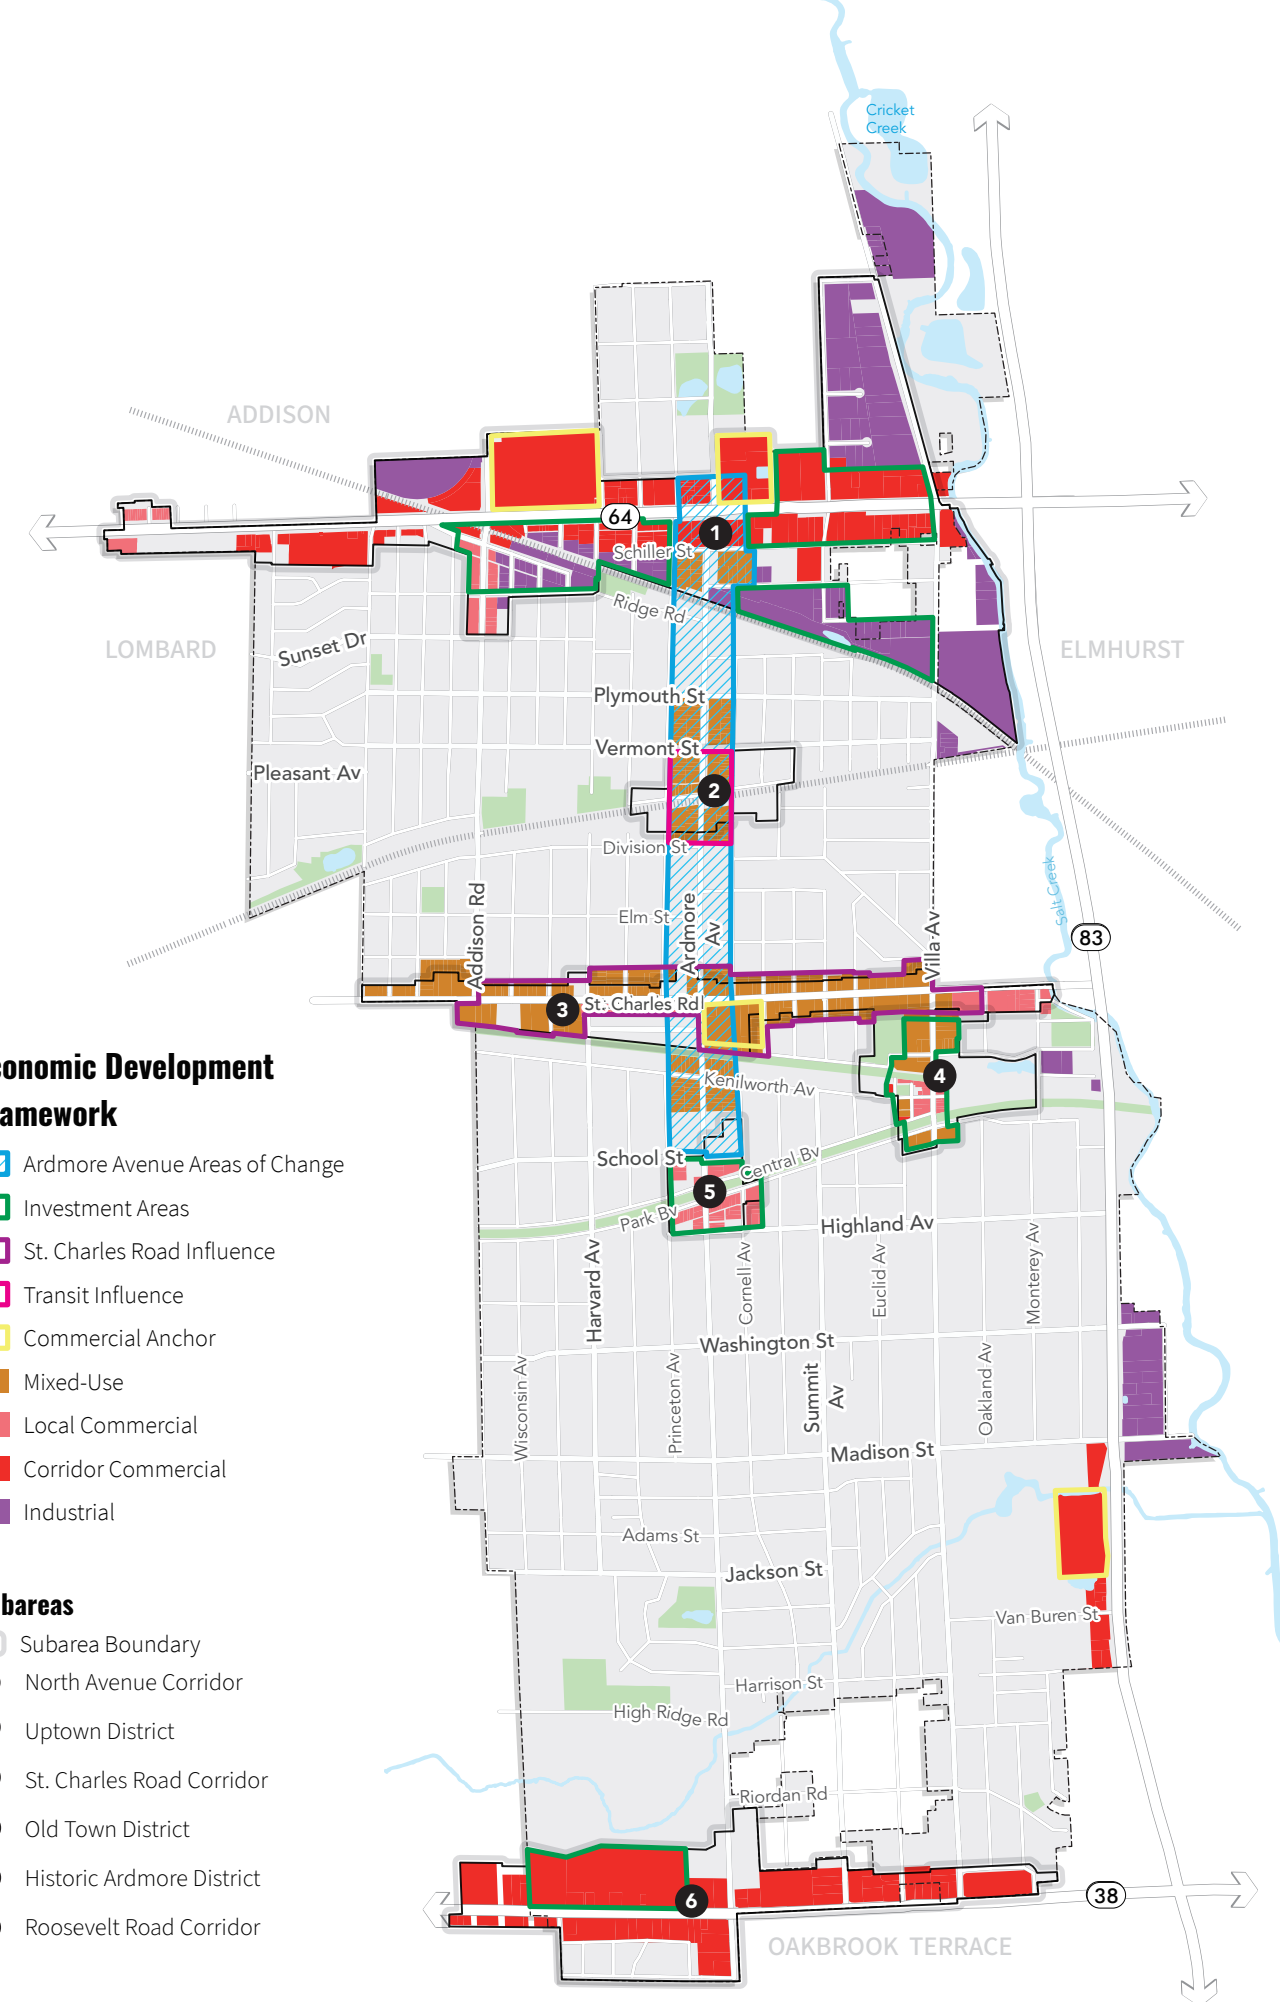 Cricket
Creek
ADDISON
64
1
Schiller St
Ridge Rd
LOMBARD
Sunset Dr
ELMHURST
Plymouth St
Vermont St
Pleasant Av
2
Division St
Salt Creek
Addison Rd
Elm St
Ardmore
Av
Villa Av
83
3
St. Charles Rd
4
Kenilworth Av
School St
Central Bv
5
Park Bv
Highland Av
Harvard Av
Cornell Av
Euclid Av
Monterey Av
Washington St
Wisconsin Av
Princeton Av
Summit
Av
Oakland Av
Madison St
Adams St
Jackson St
Van Buren St
Harrison St
High Ridge Rd
Riordan Rd
6
38
OAKBROOK TERRACE
onomic Development
amework
Ardmore Avenue Areas of Change
Investment Areas
St. Charles Road Influence
Transit Influence
Commercial Anchor
Mixed-Use
Local Commercial
Corridor Commercial
Industrial
bareas
Subarea Boundary
North Avenue Corridor
Uptown District
St. Charles Road Corridor
Old Town District
Historic Ardmore District
Roosevelt Road Corridor